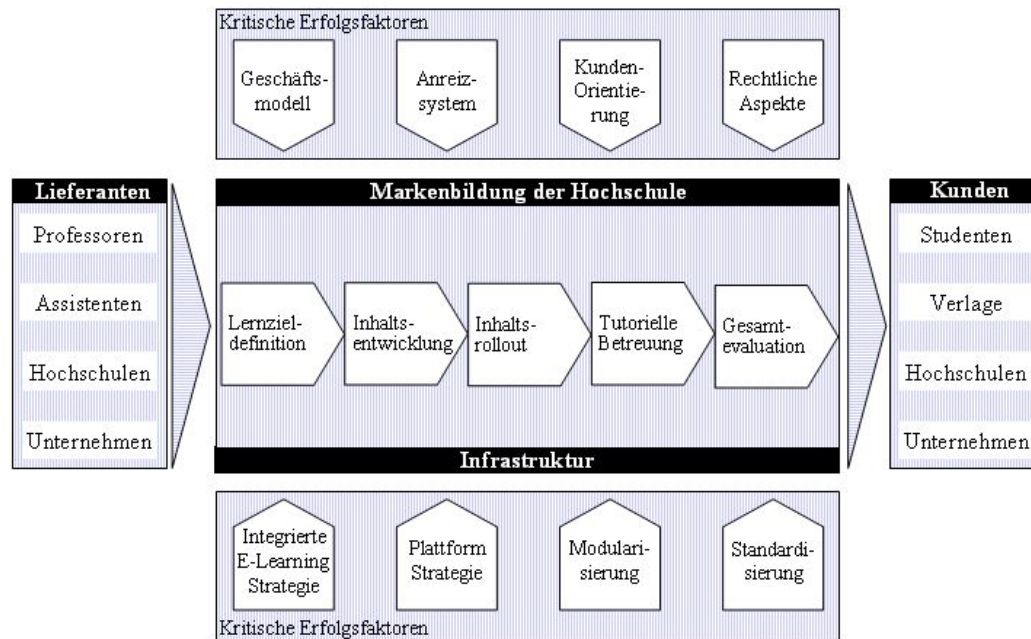 Kritische Erfolgsfaktoren
Geschäfts-
modell
Anreiz-
system
Kunden-
Orientie-
rung
Rechtliche
Aspekte
Lieferanten
Professoren
Assistenten
Hochschulen
Unternehmen
Markenbildung der Hochschule
Lernziel-
definition
Inhalts-
entwicklung
Inhalts-
rollout
Tutorielle
Betreuung
Gesamt-
evaluation
Infrastruktur
Kunden
Studenten
Verlage
Hochschulen
Unternehmen
Integrierte
E-Learning
Strategie
Plattform
Strategie
Modulari-
sierung
Standardi-
sierung
Kritische Erfolgsfaktoren